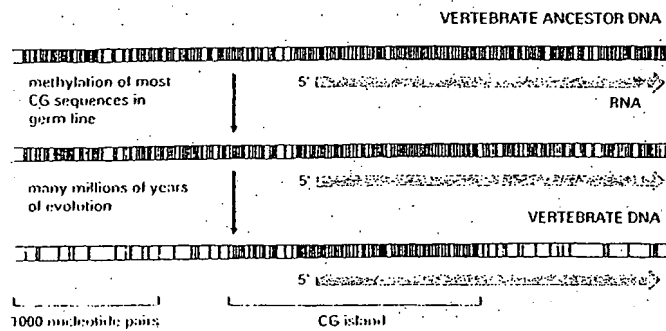 VERTEBRATE ANCESTOR DNA
methylation of most
CG sequences in
germ line
5'
RNA
many millions of years
of evolution
5'
VERTEBRATE DNA
5'
1000 nucleotide pairs
CG island